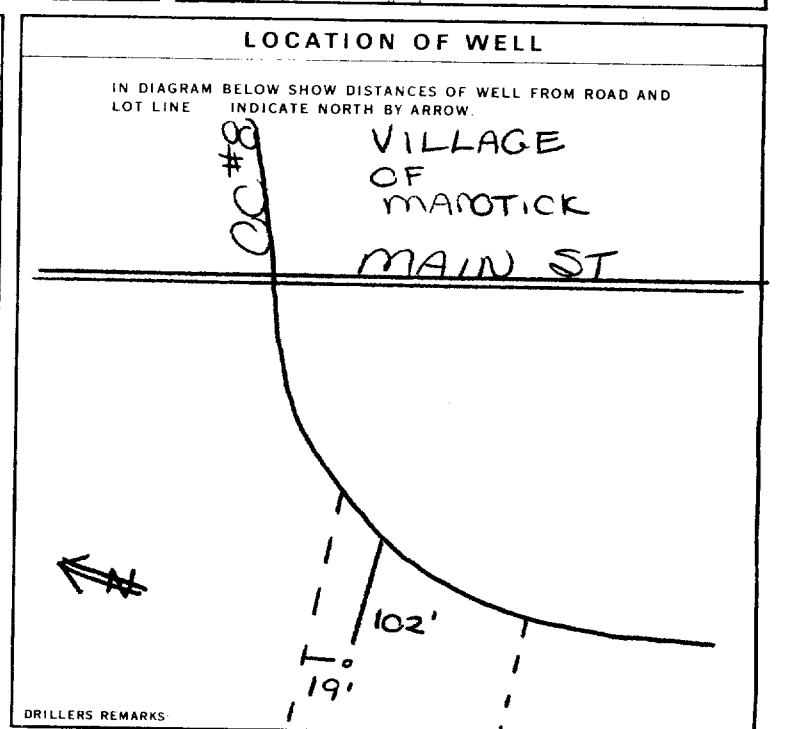 LOCATION OF WELL
IN DIAGRAM BELOW SHOW DISTANCES OF WELL FROM ROAD AND
LOT LINE INDICATE NORTH BY ARROW.
VILLAGE
OF
MANOTICK
MAIN ST
N
102'
19'
DRILLERS REMARKS